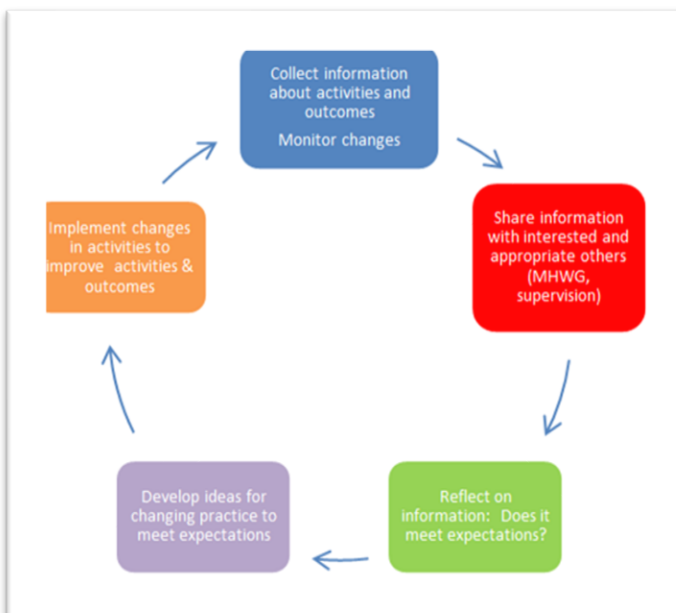 Collect information
about activities and
outcomes
Monitor changes
Share information
with interested and
appropriate others
(MHWG,
supervision)
Reflect on
information: Does it
meet expectations?
Develop ideas for
changing practice to
meet expectations
Implement changes
in activities to
improve activities &
outcomes